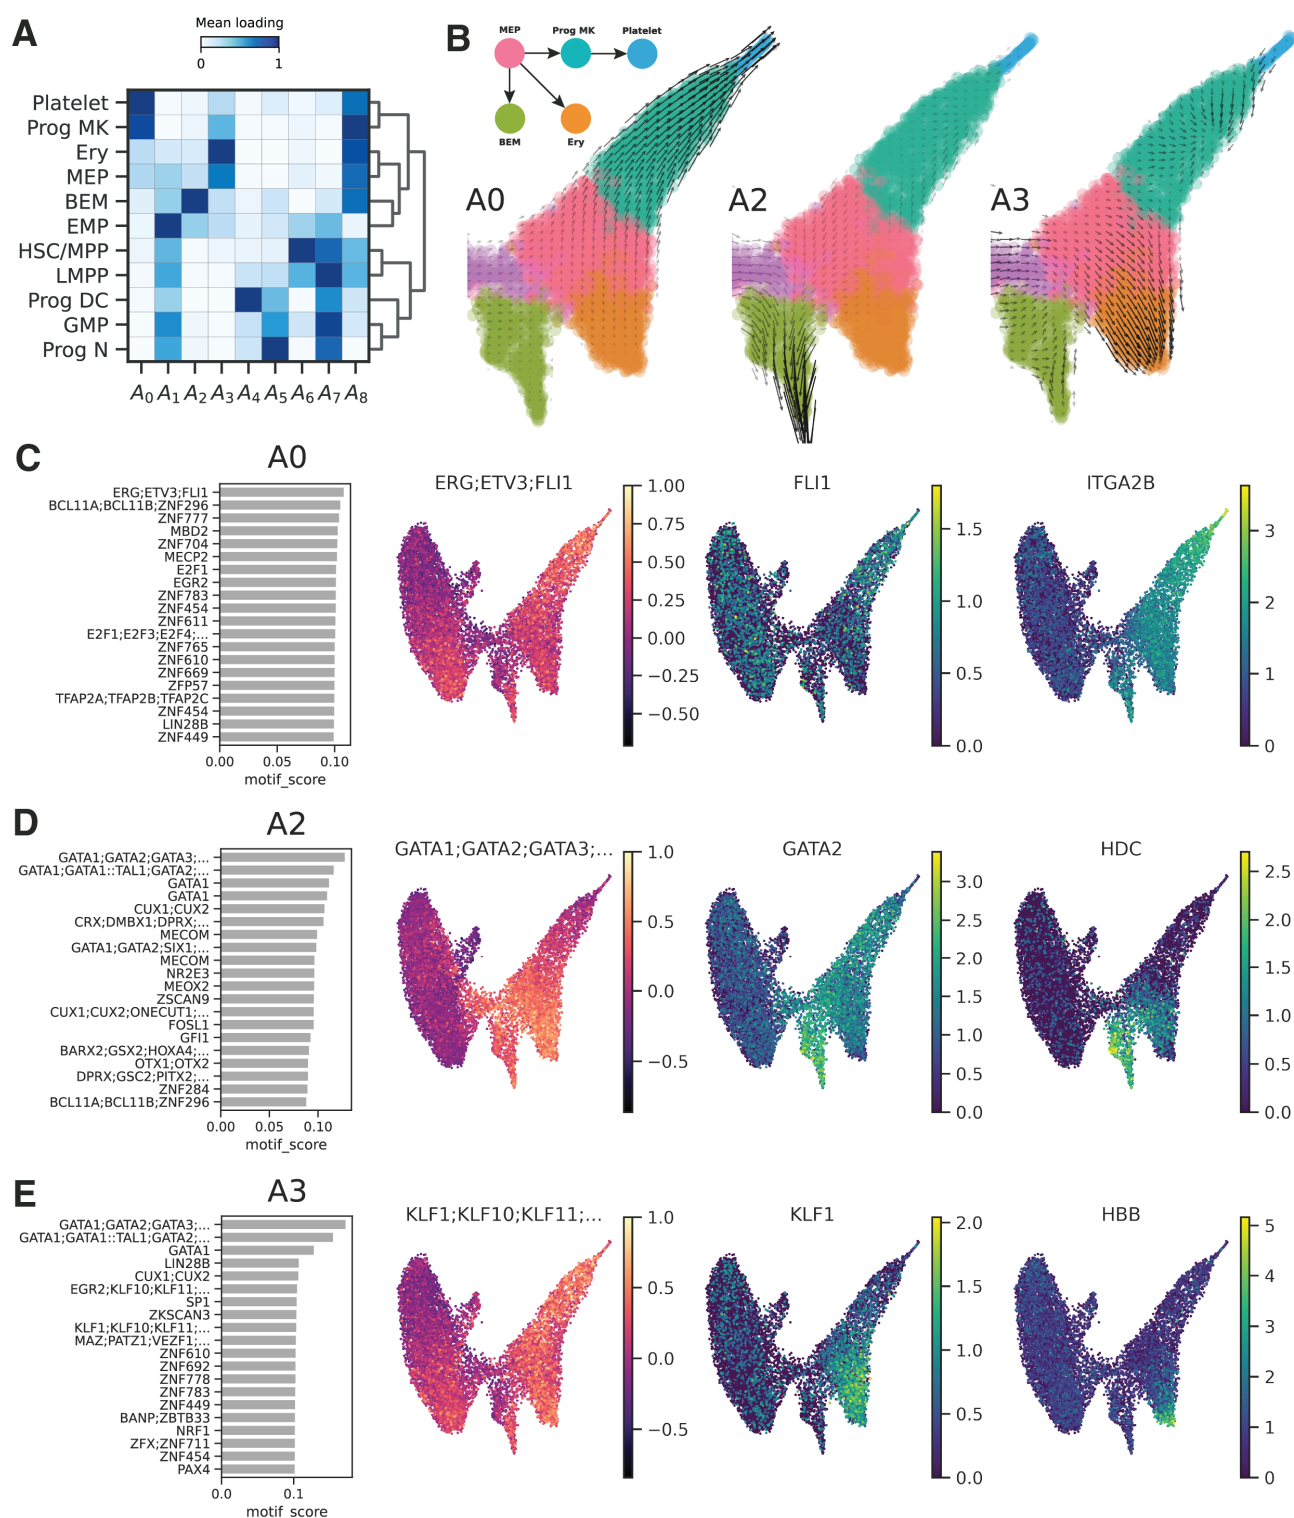 A
Mean loading
0 1
Platelet
Prog MK
Ery
MEP
BEM
EMP
HSC/MPP
LMPP
Prog DC
GMP
Prog N
A0 A1 A2 A3 A4 A5 A6 A7 A8
B
MEP Prog MK Platelet
BEM Ery
A0
A2
A3
C
A0
ERG;ETV3;FLI1
BCL11A;BCL11B;ZNF296
ZNF777
MBD2
ZNF704
MECP2
E2F1
EGR2
ZNF783
ZNF454
ZNF611
E2F1;E2F3;E2F4;...
ZNF765
ZNF610
ZNF669
ZFP57
TFAP2A;TFAP2B;TFAP2C
ZNF454
LIN28B
ZNF449
0.00 0.05 0.10
motif_score
ERG;ETV3;FLI1
1.00
0.75
0.50
0.25
0.00
−0.25
−0.50
FLI1
1.5
1.0
0.5
0.0
ITGA2B
3
2
1
0
D
A2
GATA1;GATA2;GATA3;...
GATA1;GATA1::TAL1;GATA2;...
GATA1
GATA1
CUX1;CUX2
CRX;DMBX1;DPRX;...
MECOM
GATA1;GATA2;SIX1;...
MECOM
NR2E3
MEOX2
ZSCAN9
CUX1;CUX2;ONECUT1;...
FOSL1
GFI1
BARX2;GSX2;HOXA4;...
OTX1;OTX2
DPRX;GSC2;PITX2;...
ZNF284
BCL11A;BCL11B;ZNF296
0.00 0.05 0.10
motif_score
GATA1;GATA2;GATA3;...
1.0
0.5
0.0
−0.5
GATA2
3.0
2.5
2.0
1.5
1.0
0.5
0.0
HDC
2.5
2.0
1.5
1.0
0.5
0.0
E
A3
GATA1;GATA2;GATA3;...
GATA1;GATA1::TAL1;GATA2;...
GATA1
LIN28B
CUX1;CUX2
EGR2;KLF10;KLF11;...
SP1
ZKSCAN3
KLF1;KLF10;KLF11;...
MAZ;PATZ1;VEZF1;...
ZNF610
ZNF692
ZNF778
ZNF783
ZNF449
BANP;ZBTB33
NRF1
ZFX;ZNF711
ZNF454
PAX4
0.0 0.1
motif_score
KLF1;KLF10;KLF11;...
1.0
0.5
0.0
−0.5
KLF1
2.0
1.5
1.0
0.5
0.0
HBB
5
4
3
2
1
0